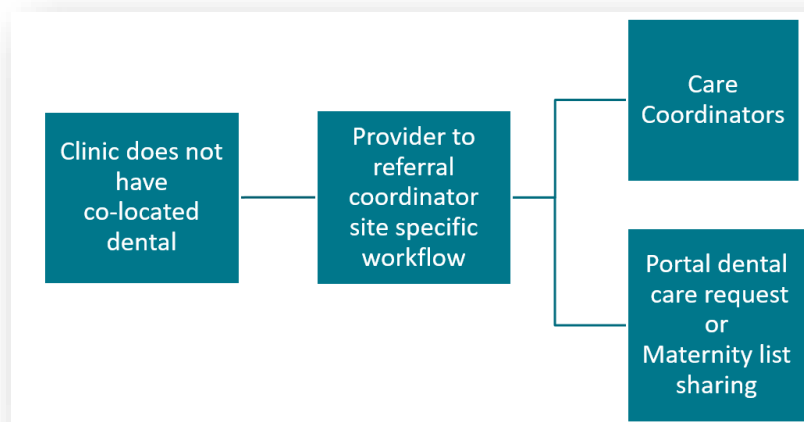 Clinic does not
have
co-located
dental
Provider to
referral
coordinator
site specific
workflow
Care
Coordinators
Portal dental
care request
or
Maternity list
sharing